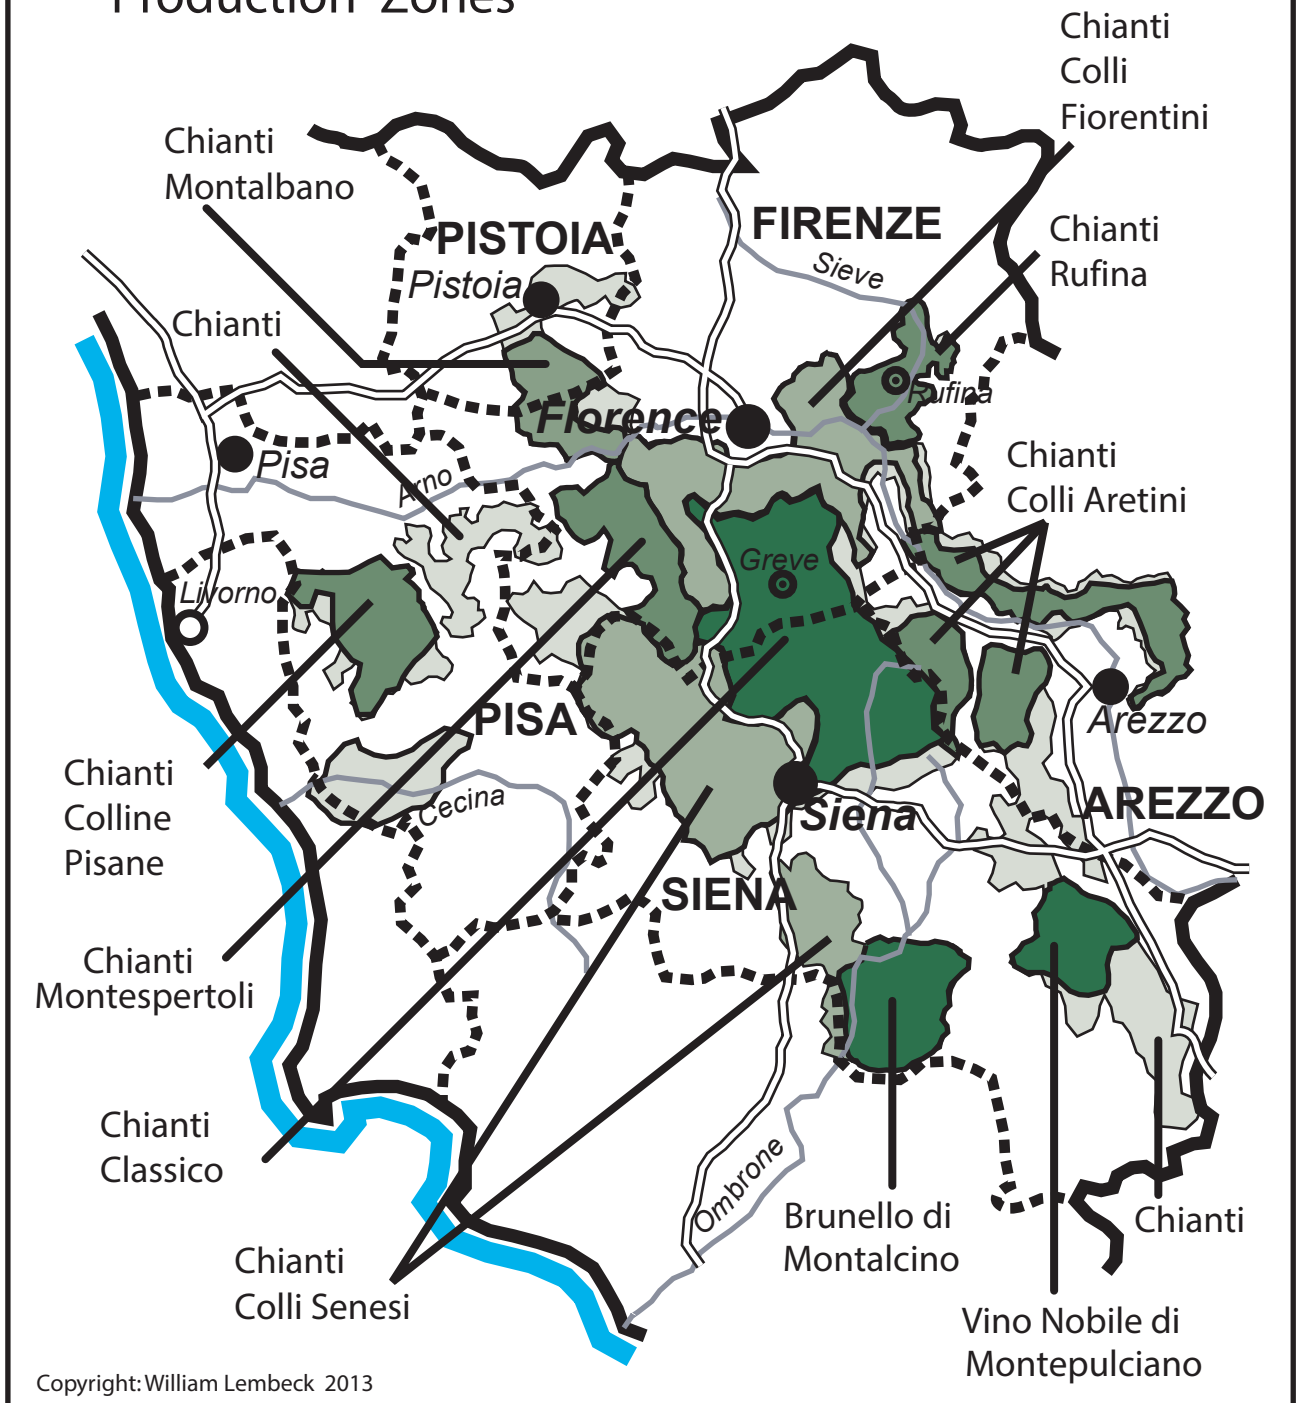 Production Zones
Chianti
Colli
Fiorentini
Chianti
Montalbano
PISTOIA
FIRENZE
Chianti
Rufina
Sieve
Pistoia
Chianti
Rufina
Florence
Pisa
Arno
Chianti
Colli Aretini
Greve
Livorno
PISA
Arezzo
Chianti
Colline
Pisane
Cecina
Siena
AREZZO
SIENA
Chianti
Montespertoli
Chianti
Classico
Ombrone
Brunello di
Montalcino
Chianti
Chianti
Colli Senesi
Vino Nobile di
Montepulciano
Copyright: William Lembeck 2013